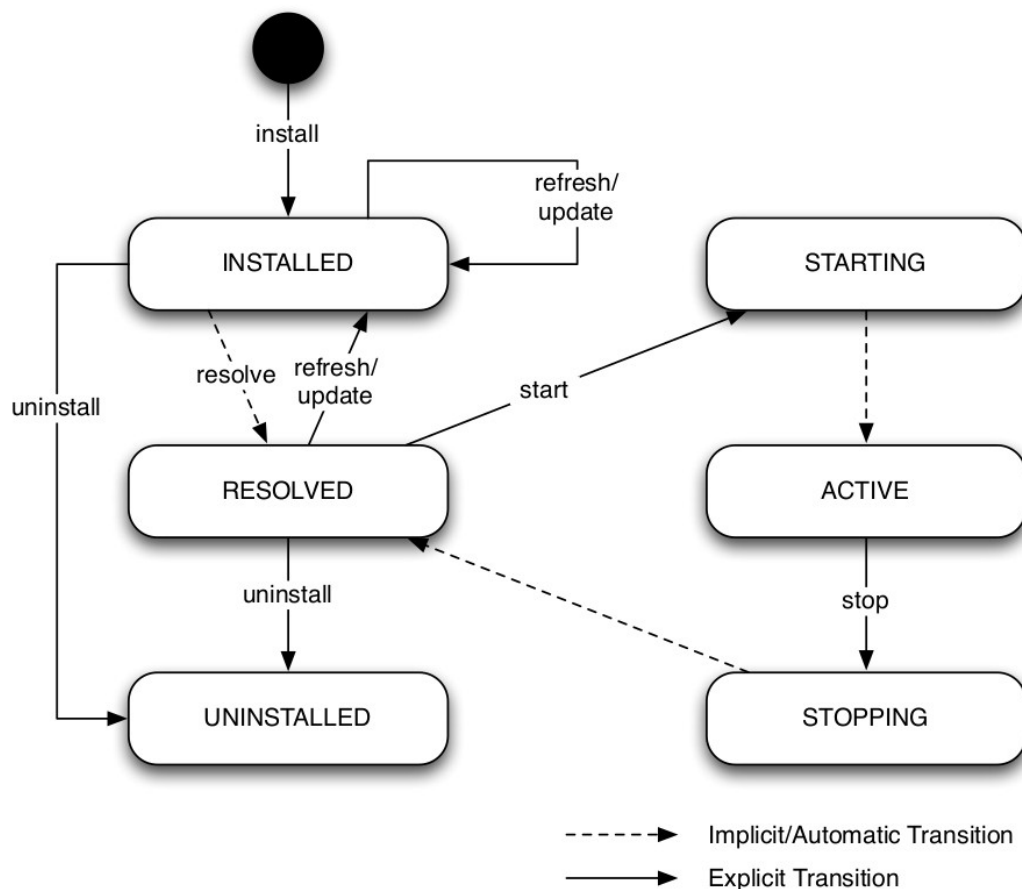 install
refresh/
update
INSTALLED
STARTING
resolve
refresh/
update
start
uninstall
RESOLVED
ACTIVE
uninstall
stop
UNINSTALLED
STOPPING
Implicit/Automatic Transition
Explicit Transition